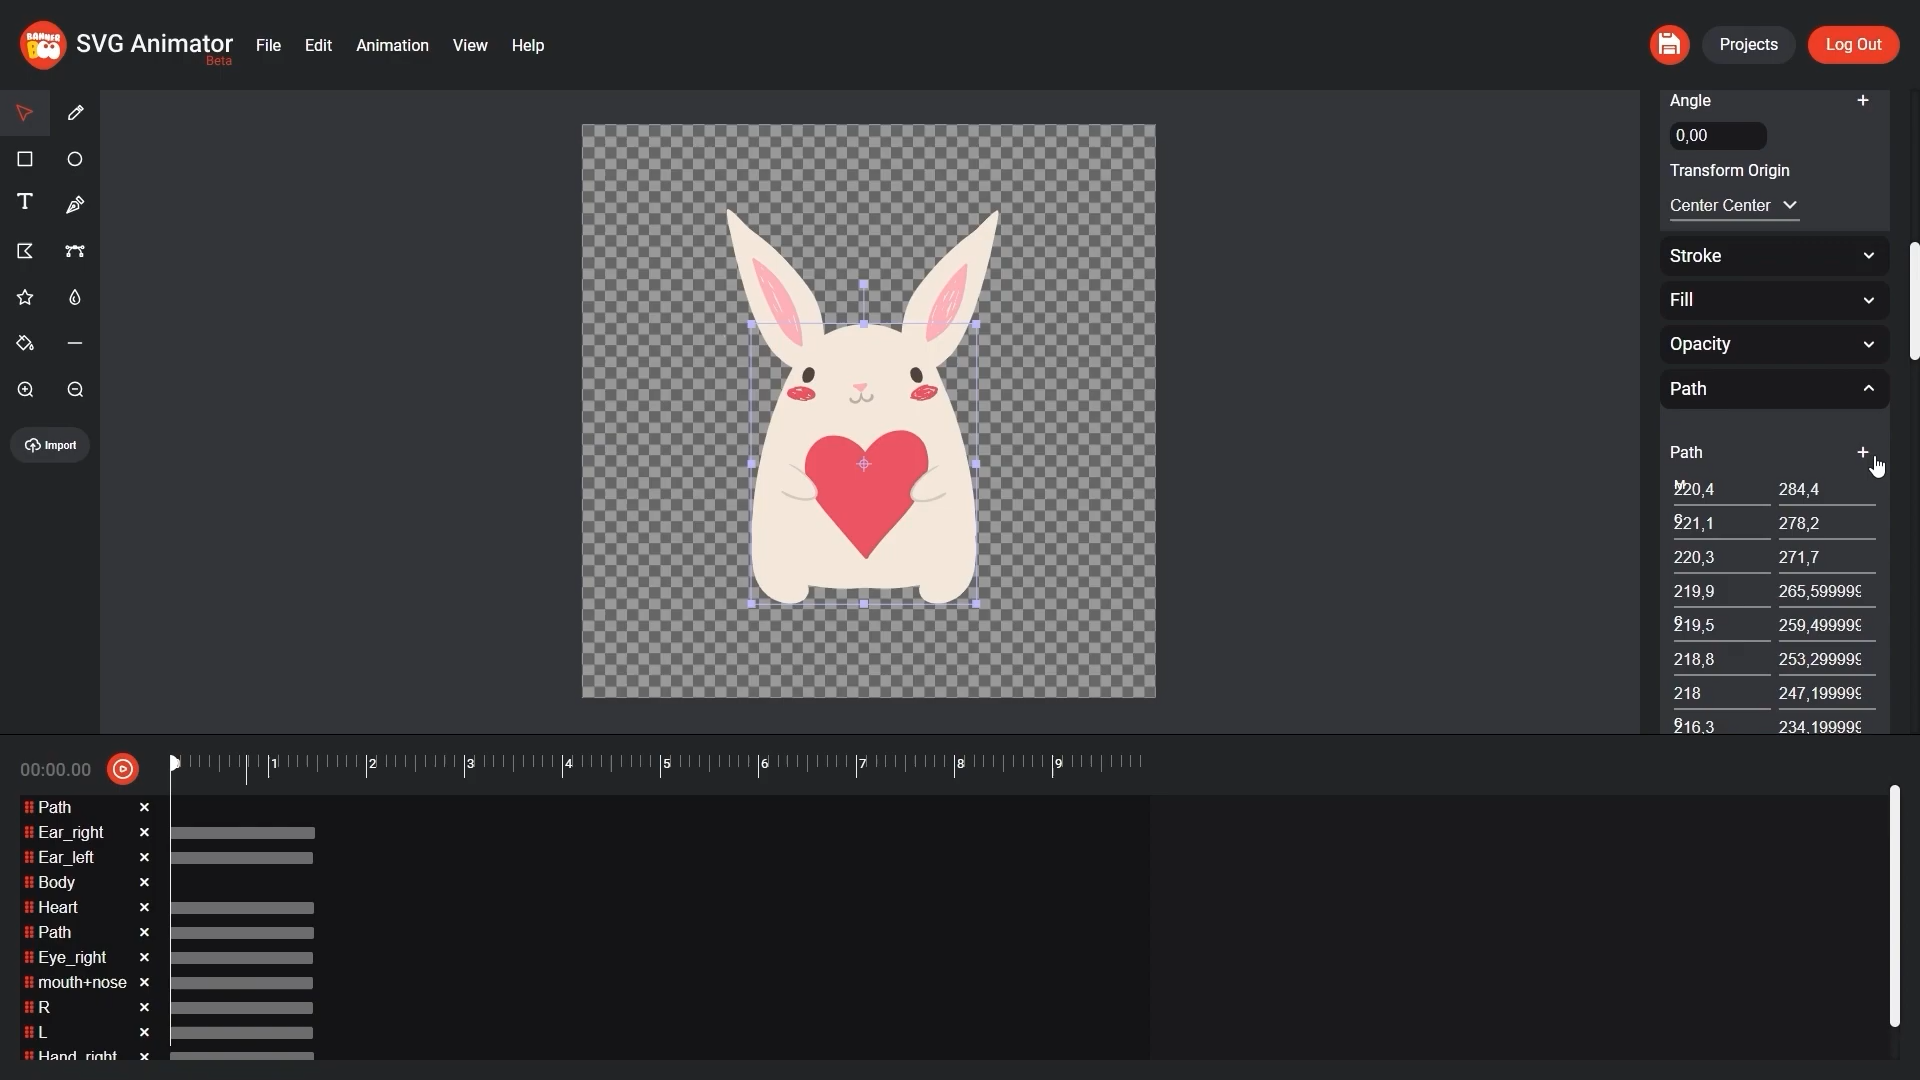 BANNER
BOO
SVG Animator
Beta
File
Edit
Animation
View
Help
Projects
Log Out
Angle
0,00
Transform Origin
Center Center
Stroke
Fill
Opacity
Path
Path
M
220,4 284,4
C
221,1 278,2
220,3 271,7
219,9 265,599999
C
219,5 259,499999
218,8 253,299999
218 247,199999
C
216,3 234,199999
T
Import
00:00.00
1 2 3 4 5 6 7 8 9
Path
Ear_right
Ear_left
Body
Heart
Path
Eye_right
mouth+nose
R
L
Hand_right